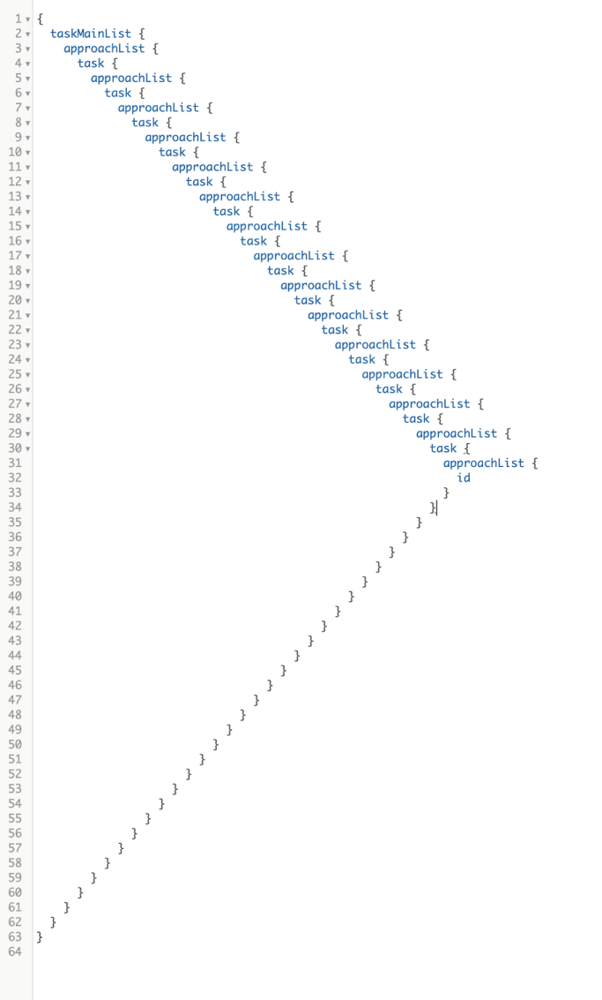 1 {
2   taskMainList {
3     approachList {
4       task {
5         approachList {
6           task {
7             approachList {
8               task {
9                 approachList {
10                   task {
11                     approachList {
12                       task {
13                         approachList {
14                           task {
15                             approachList {
16                               task {
17                                 approachList {
18                                   task {
19                                     approachList {
20                                       task {
21                                         approachList {
22                                           task {
23                                             approachList {
24                                               task {
25                                                 approachList {
26                                                   task {
27                                                     approachList {
28                                                       task {
29                                                         approachList {
30                                                           task {
31                                                             approachList {
32                                                               id
33                                                             }
34                                                           }
35                                                         }
36                                                       }
37                                                     }
38                                                   }
39                                                 }
40                                               }
41                                             }
42                                           }
43                                         }
44                                       }
45                                     }
46                                   }
47                                 }
48                               }
49                             }
50                           }
51                         }
52                       }
53                     }
54                   }
55                 }
56               }
57             }
58           }
59         }
60       }
61     }
62   }
63 }
64